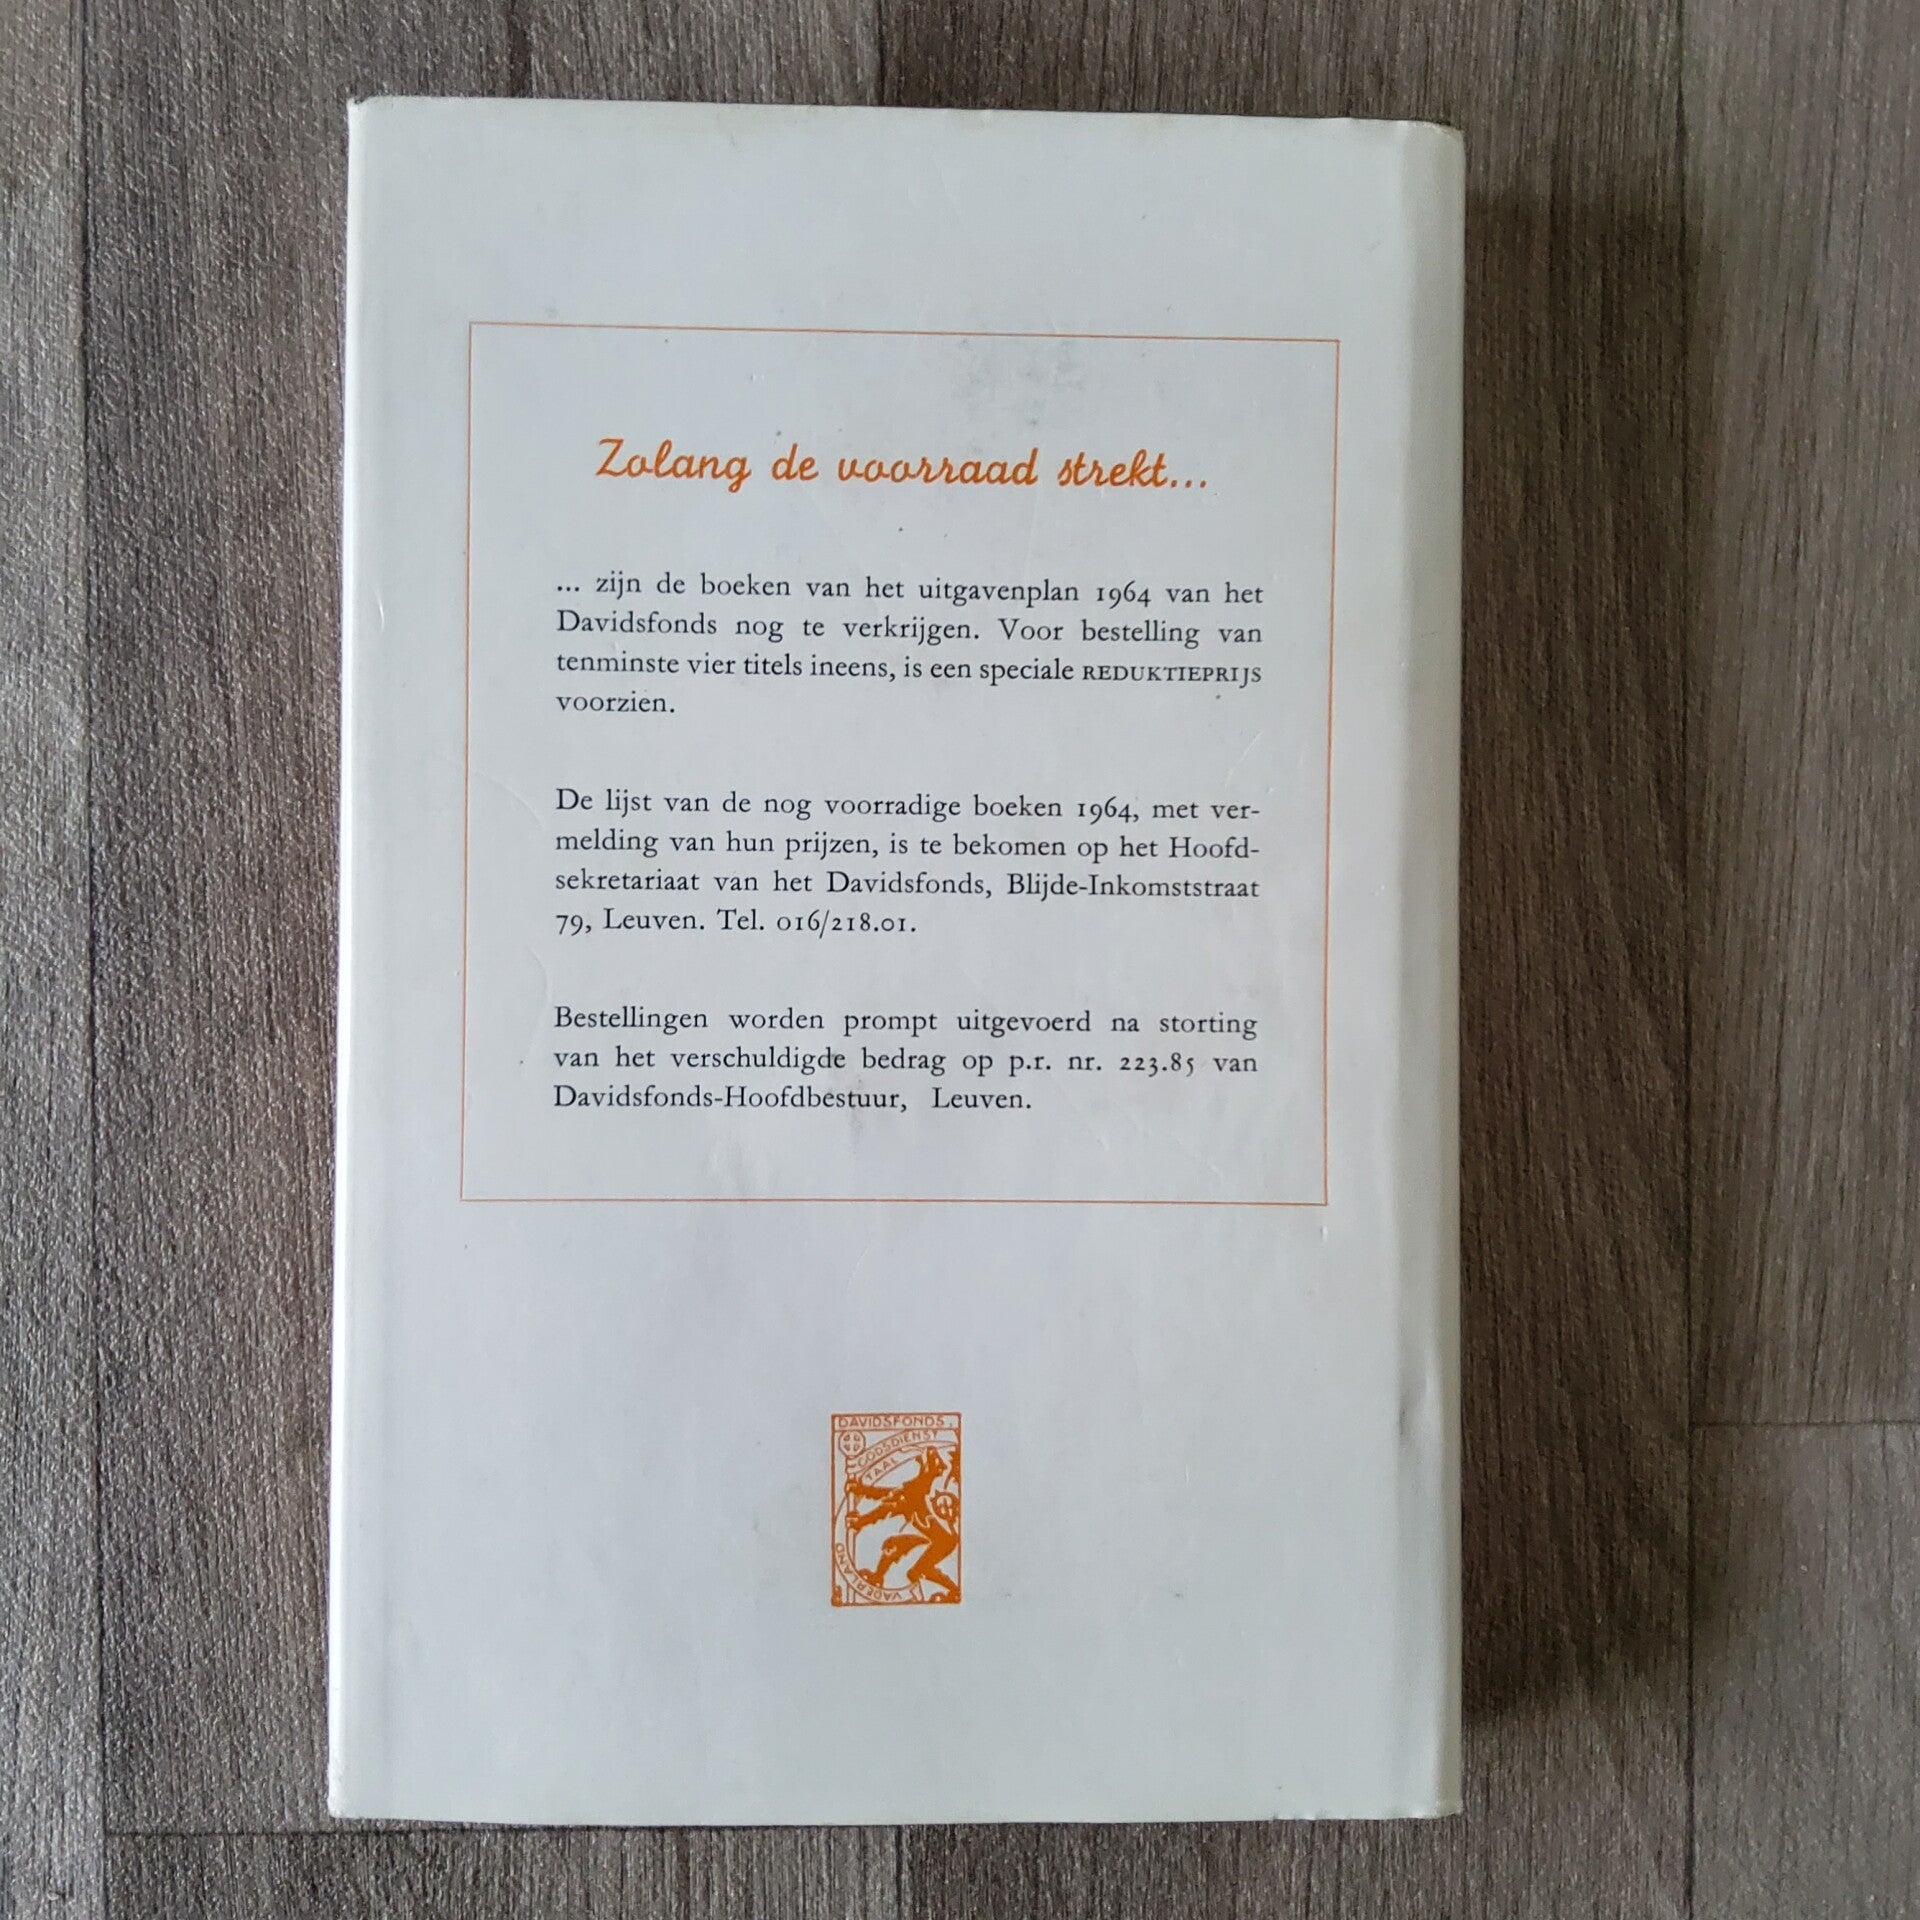 Zolang de voorraad strekt...
... zijn de boeken van het uitgavenplan 1964 van het
Davidsfonds nog te verkrijgen. Voor bestelling van
tenminste vier titels ineens, is een speciale REDUKTIEPRIJS
voorzien.
De lijst van de nog voorradige boeken 1964, met ver-
melding van hun prijzen, is te bekomen op het Hoofd-
sekretariaat van het Davidsfonds, Blijde-Inkomststraat
79, Leuven. Tel. 016/218.01.
Bestellingen worden prompt uitgevoerd na storting
van het verschuldigde bedrag op p.r. nr. 223.85 van
Davidsfonds-Hoofdbestuur, Leuven.
DAVIDSFONDS
GODSDIENST
TAAL
VADERLAND